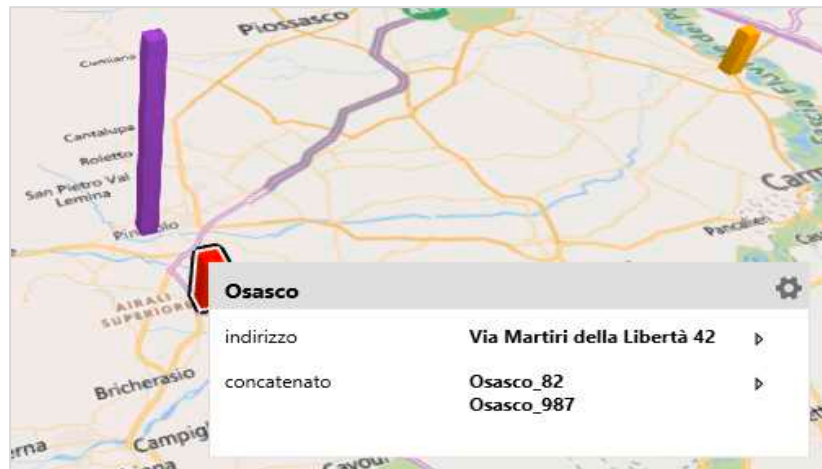 Piossasco
Cumiana
Cantalupa
Roletto
San Pietro Val
Lemina
Pancalieri
AIRALI
SUPERIORE
Osasco
indirizzo
Via Martiri della Libertà 42
concatenato
Osasco_82
Osasco_987
Bricherasio
Campig
Cavour